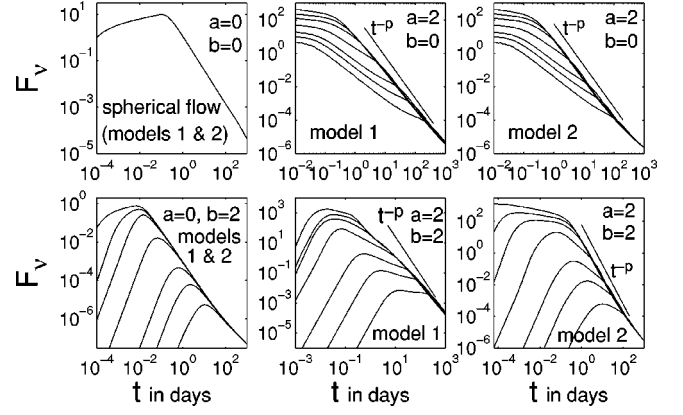 10^1
10^-1
10^-3
10^-5
F_ν
a=0
b=0
spherical flow
(models 1 & 2)
10^2
10^0
10^-2
10^-4
10^-6
t^-p
a=2
b=0
model 1
10^-2 10^-1 10^0 10^1 10^2 10^3
10^2
10^0
10^-2
10^-4
10^-6
t^-p
a=2
b=0
model 2
10^-2 10^-1 10^0 10^1 10^2 10^3
10^0
10^-2
10^-4
10^-6
F_ν
a=0, b=2
models
1 & 2
10^-4 10^-2 10^0 10^2
t in days
10^3
10^1
10^-1
10^-3
10^-5
t^-p
a=2
b=2
model 1
10^-3 10^-2 10^-1 10^0 10^1 10^2 10^3
t in days
10^2
10^0
10^-2
10^-4
10^-6
a=2
b=2
t^-p
model 2
10^-4 10^-2 10^0 10^2
t in days